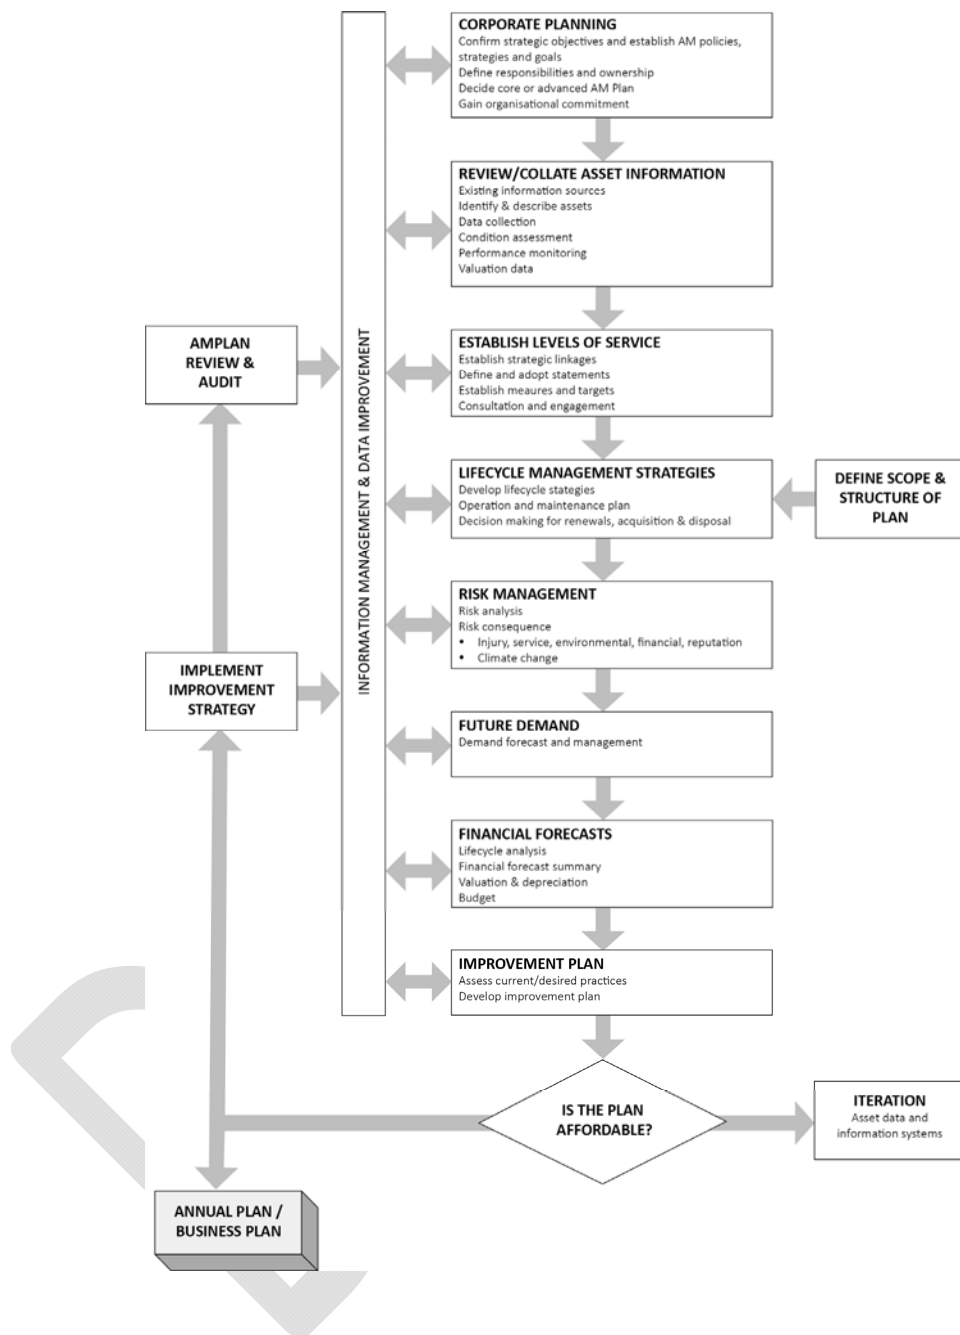 CORPORATE PLANNING
Confirm strategic objectives and establish AM policies,
strategies and goals
Define responsibilities and ownership
Decide core or advanced AM Plan
Gain organisational commitment
REVIEW/COLLATE ASSET INFORMATION
Existing information sources
Identify & describe assets
Data collection
Condition assessment
Performance monitoring
Valuation data
ESTABLISH LEVELS OF SERVICE
Establish strategic linkages
Define and adopt statements
Establish meaures and targets
Consultation and engagement
LIFECYCLE MANAGEMENT STRATEGIES
Develop lifecycle stategies
Operation and maintenance plan
Decision making for renewals, acquisition & disposal
DEFINE SCOPE &
STRUCTURE OF
PLAN
RISK MANAGEMENT
Risk analysis
Risk consequence
• Injury, service, environmental, financial, reputation
• Climate change
FUTURE DEMAND
Demand forecast and management
FINANCIAL FORECASTS
Lifecycle analysis
Financial forecast summary
Valuation & depreciation
Budget
IMPROVEMENT PLAN
Assess current/desired practices
Develop improvement plan
INFORMATION MANAGEMENT & DATA IMPROVEMENT
AMPLAN
REVIEW &
AUDIT
IMPLEMENT
IMPROVEMENT
STRATEGY
IS THE PLAN
AFFORDABLE?
ITERATION
Asset data and
information systems
ANNUAL PLAN /
BUSINESS PLAN